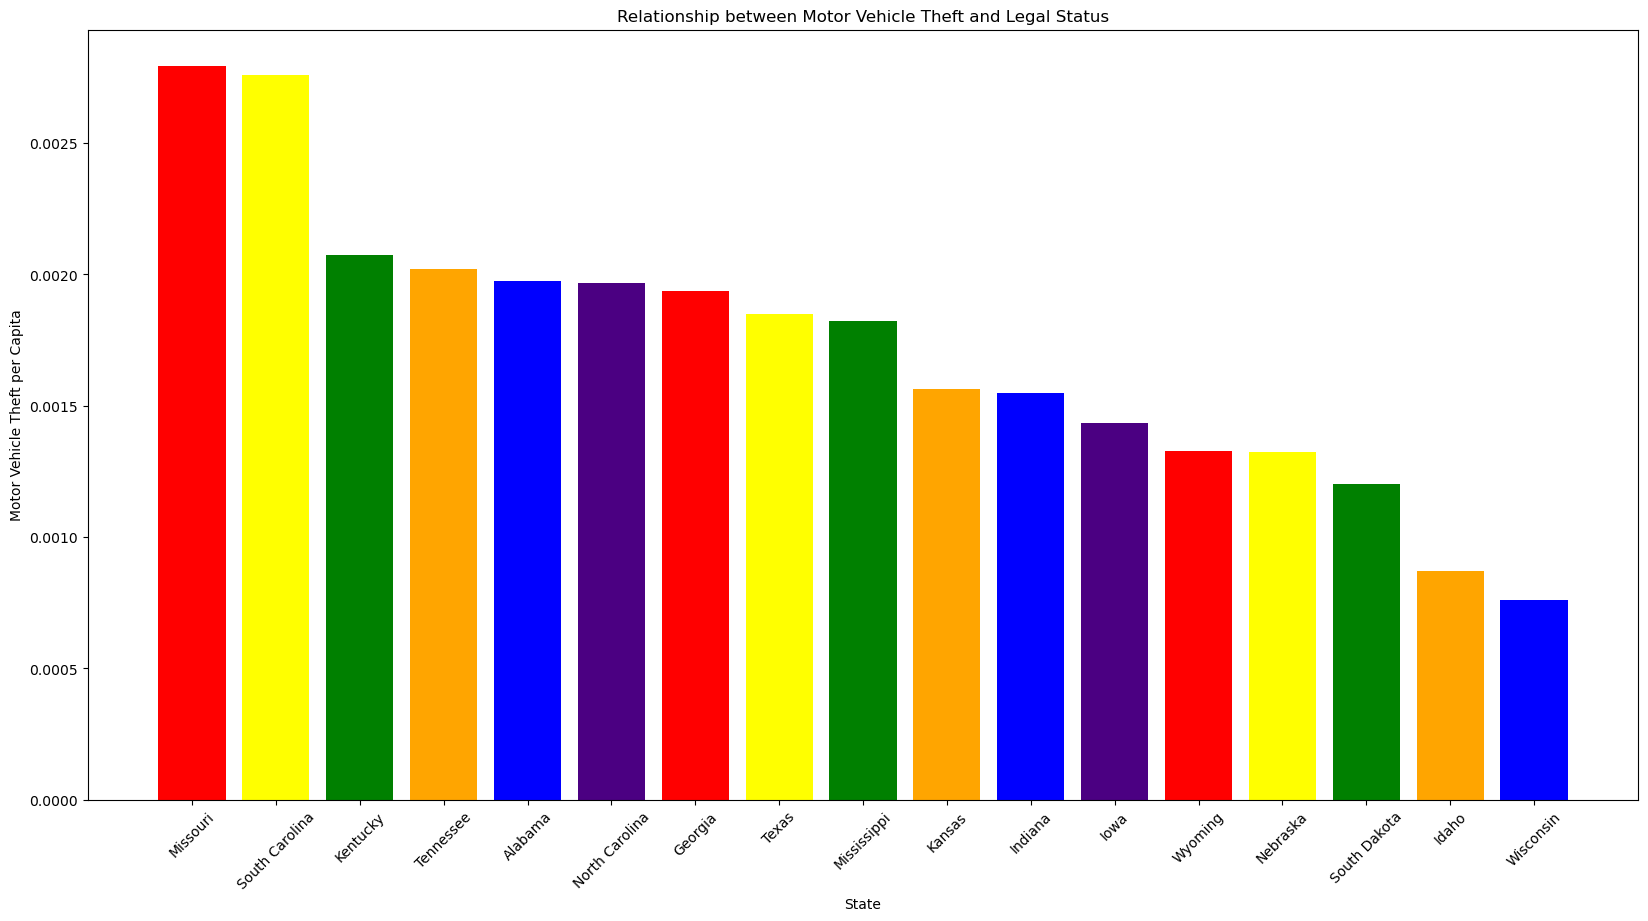 Relationship between Motor Vehicle Theft and Legal Status
Motor Vehicle Theft per Capita
0.0025
0.0020
0.0015
0.0010
0.0005
0.0000
Missouri
South Carolina
Kentucky
Tennessee
Alabama
North Carolina
Georgia
Texas
Mississippi
Kansas
Indiana
Iowa
Wyoming
Nebraska
South Dakota
Idaho
Wisconsin
State